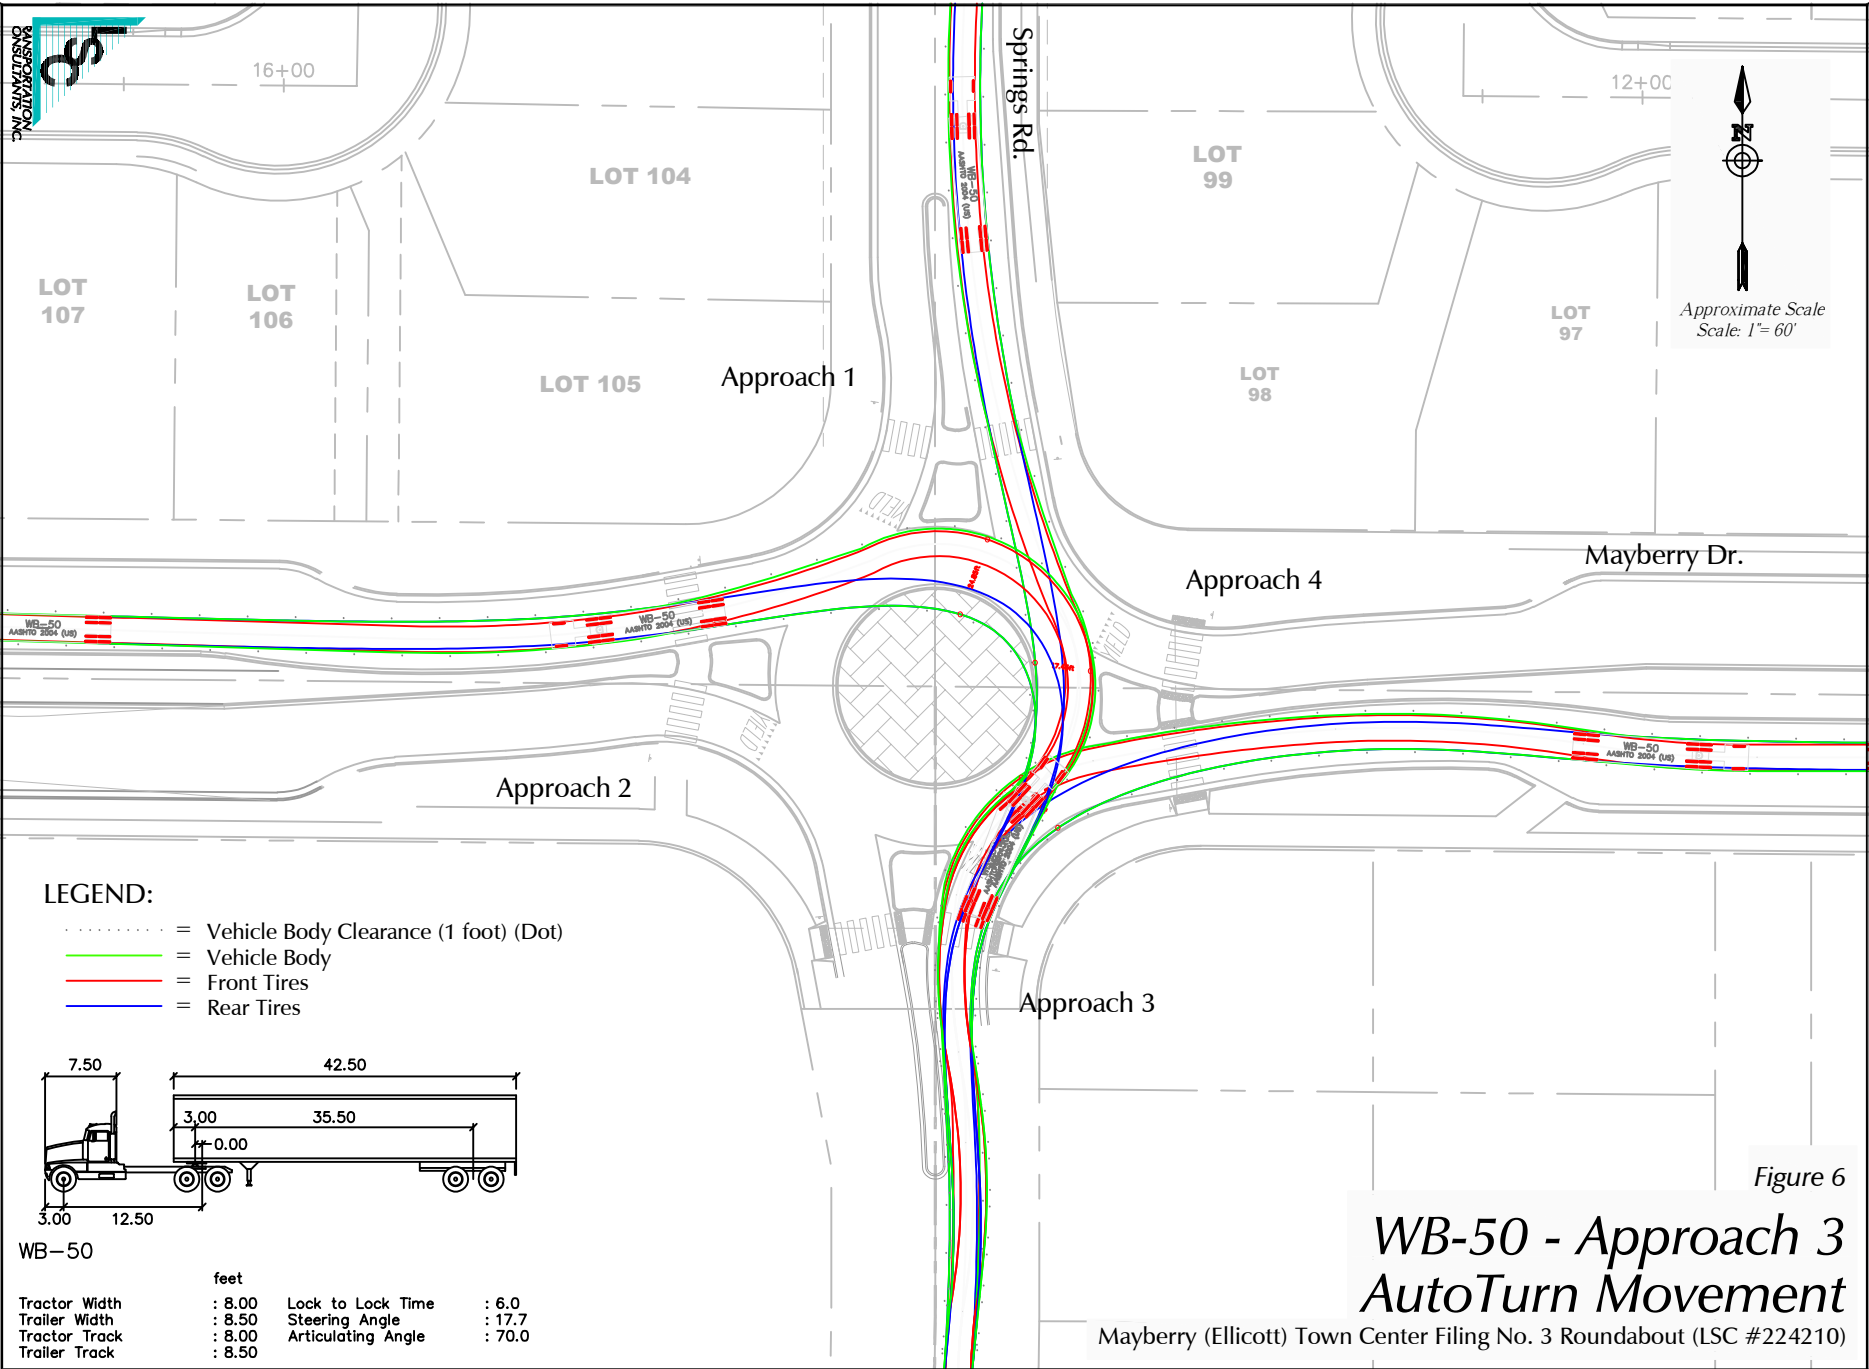 LSC
TRANSPORTATION
CONSULTANTS, INC.
16+00
Springs Rd.
12+00
N
Approximate Scale
Scale: 1"= 60'
LOT 104
LOT
99
LOT
107
LOT
106
LOT 105
LOT
98
LOT
97
WB-50
AASHTO 2004 (US)
Approach 1
YIELD
Mayberry Dr.
Approach 4
YIELD
WB-50
AASHTO 2004 (US)
WB-50
AASHTO 2004 (US)
YIELD
WB-50
AASHTO 2004 (US)
Approach 2
Approach 3
LEGEND:
= Vehicle Body Clearance (1 foot) (Dot)
= Vehicle Body
= Front Tires
= Rear Tires
7.50
42.50
3.00
35.50
0.00
3.00
12.50
WB-50
feet
Tractor Width : 8.00 Lock to Lock Time : 6.0
Trailer Width : 8.50 Steering Angle : 17.7
Tractor Track : 8.00 Articulating Angle : 70.0
Trailer Track : 8.50
Figure 6
WB-50 - Approach 3
AutoTurn Movement
Mayberry (Ellicott) Town Center Filing No. 3 Roundabout (LSC #224210)